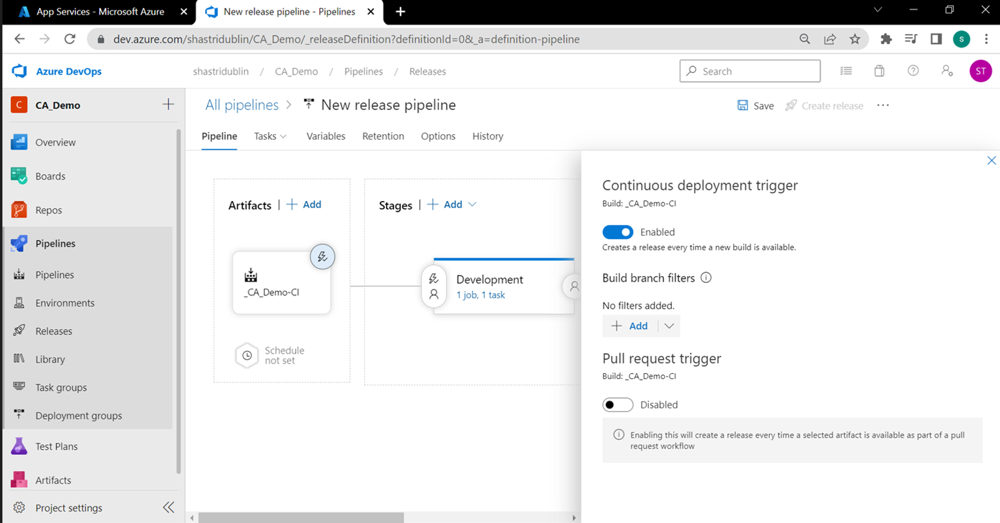 App Services - Microsoft Azure
New release pipeline - Pipelines
dev.azure.com/shastridublin/CA_Demo/_releaseDefinition?definitionId=0&_a=definition-pipeline
S
Azure DevOps
shastridublin / CA_Demo / Pipelines / Releases
Search
ST
C CA_Demo
Overview
Boards
Repos
Pipelines
Pipelines
Environments
Releases
Library
Task groups
Deployment groups
Test Plans
Artifacts
Project settings
All pipelines > New release pipeline
Save
Create release
Pipeline Tasks Variables Retention Options History
Artifacts | + Add
_CA_Demo-CI
Schedule
not set
Stages | + Add
Development
1 job, 1 task
Continuous deployment trigger
Build: _CA_Demo-CI
Enabled
Creates a release every time a new build is available.
Build branch filters
No filters added.
+ Add
Pull request trigger
Build: _CA_Demo-CI
Disabled
Enabling this will create a release every time a selected artifact is available as part of a pull
request workflow